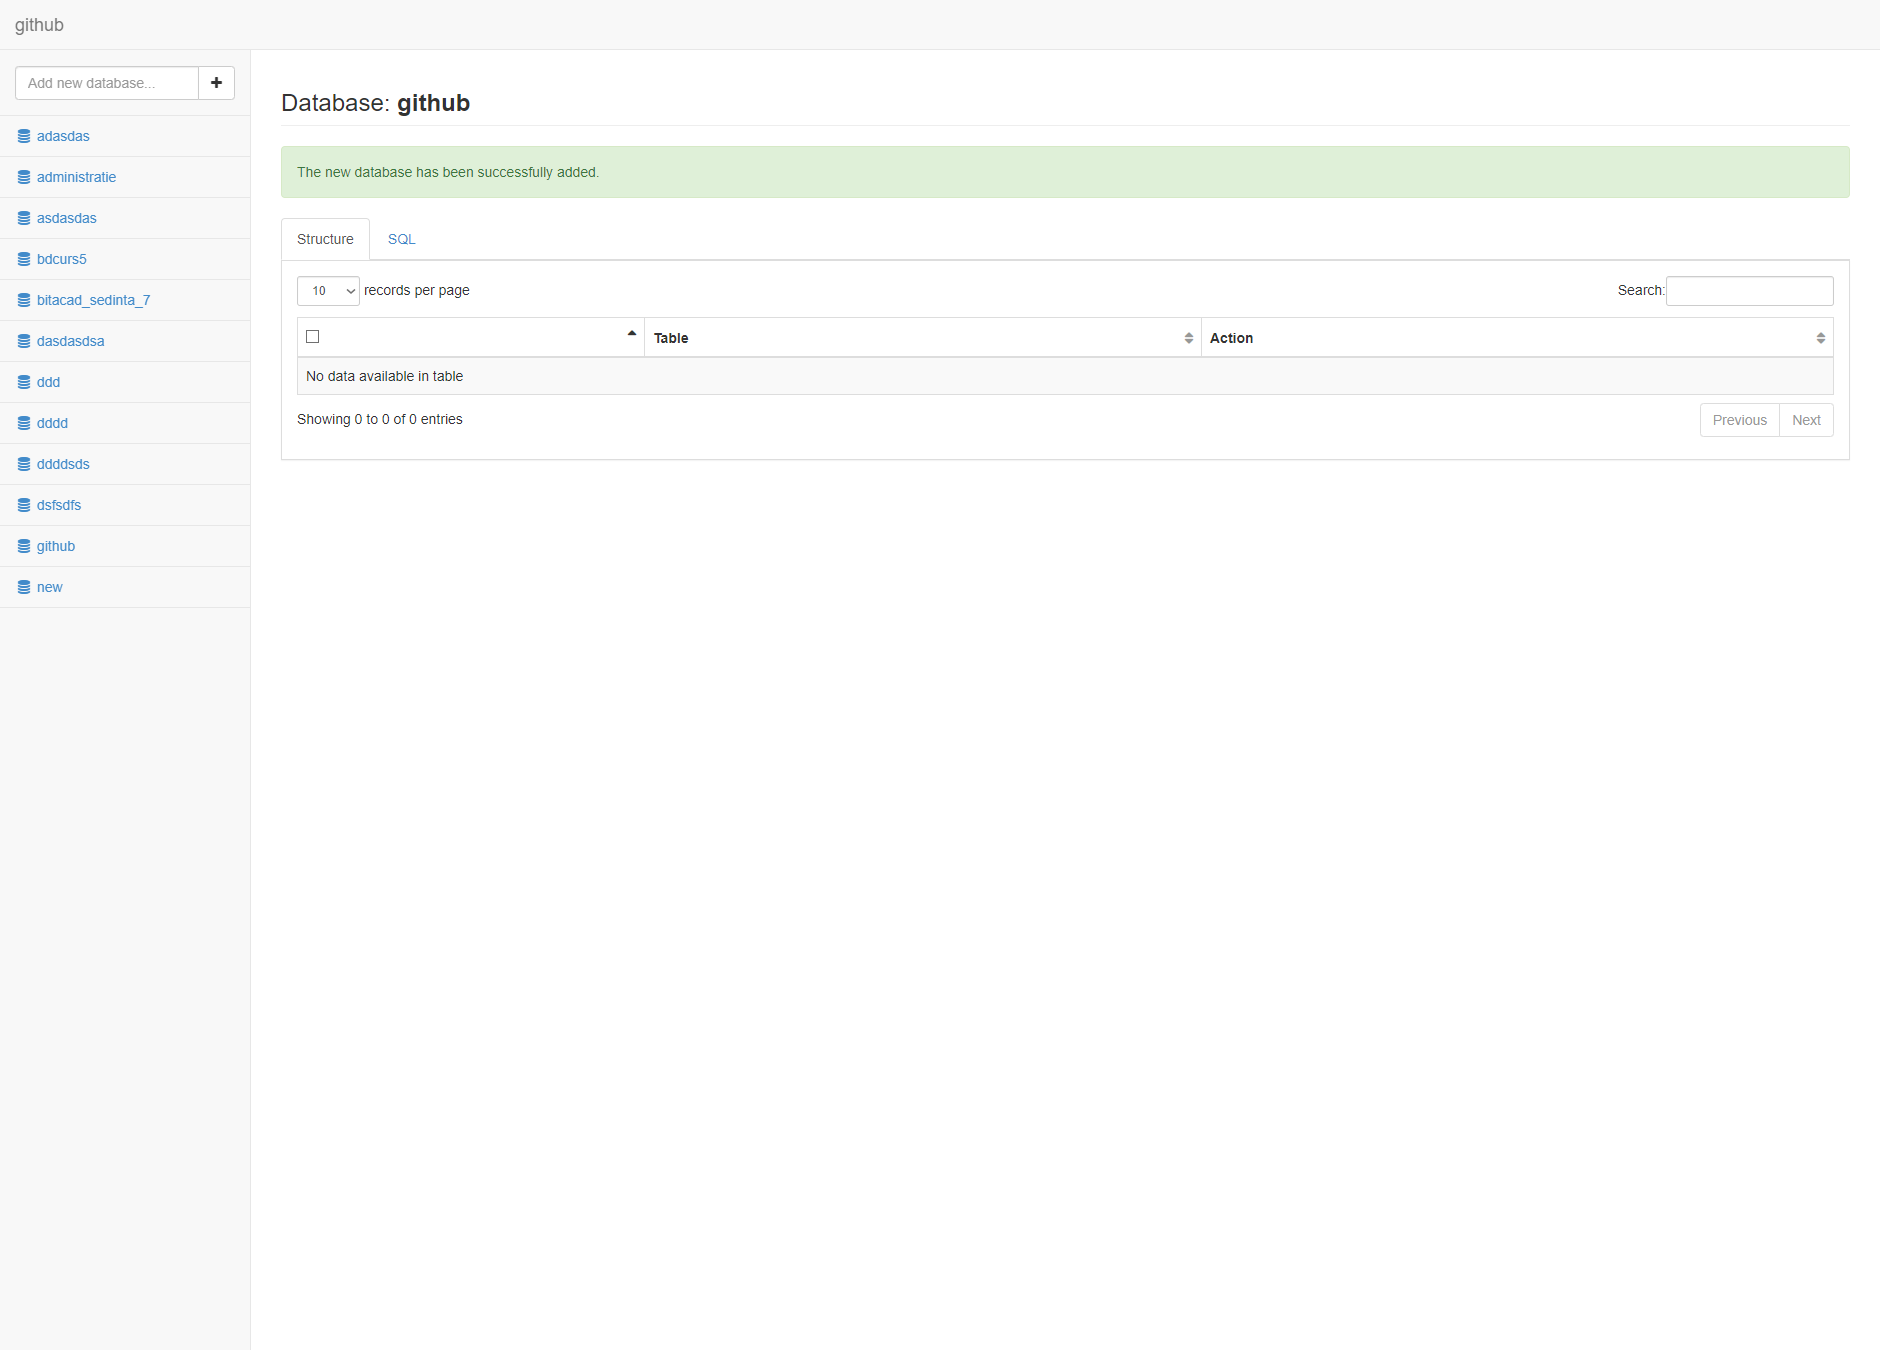 github
Add new database...
adasdas
administratie
asdasdas
bdcurs5
bitacad_sedinta_7
dasdasdsa
ddd
dddd
ddddsds
dsfsdfs
github
new
Database: github
The new database has been successfully added.
Structure SQL
10 records per page Search:
Table Action
No data available in table
Showing 0 to 0 of 0 entries Previous Next